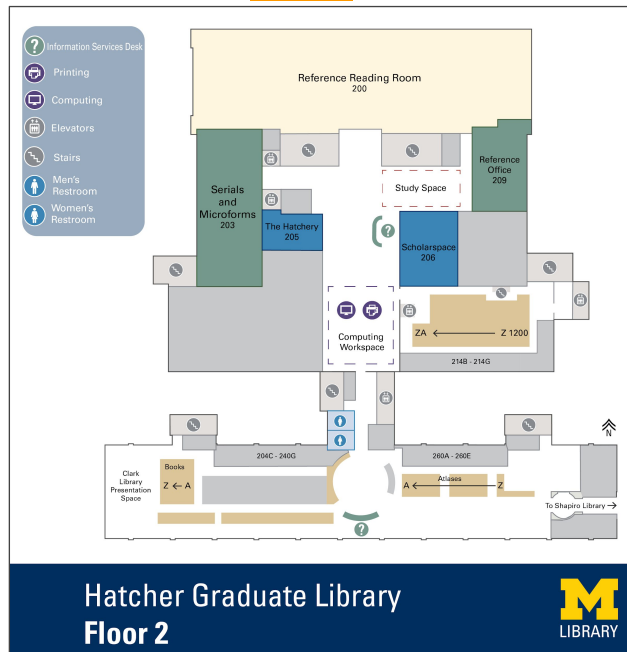 Information Services Desk
Printing
Computing
Elevators
Stairs
Men's
Restroom
Women's
Restroom
Reference Reading Room
200
Serials
and
Microforms
203
The Hatchery
205
Study Space
Reference
Office
209
Scholarspace
206
Computing
Workspace
ZA
Z 1200
214B - 214G
204C - 240G
260A - 260E
Clark
Library
Presentation
Space
Books
Z ← A
Atlases
A
Z
N
To Shapiro Library →
Hatcher Graduate Library
Floor 2
M
LIBRARY